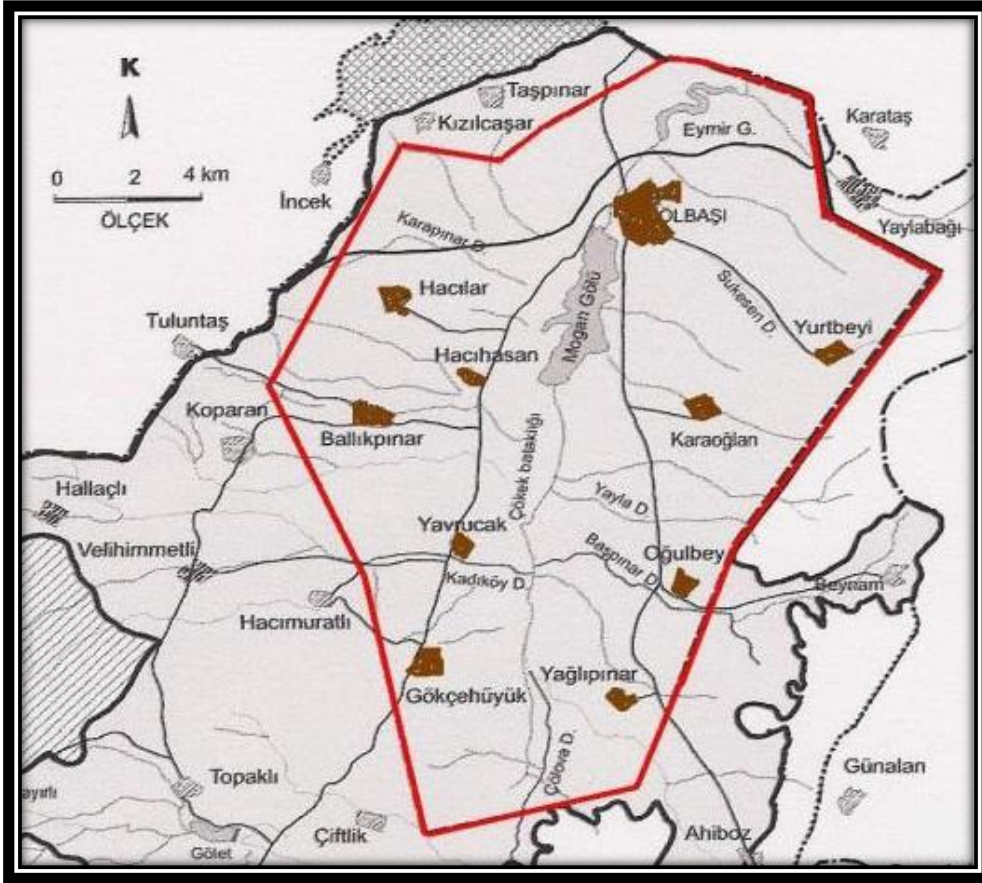 K
Taşpınar
Kızılcaşar
Eymir G.
Karataş
0 2 4 km
ÖLÇEK
İncek
OLBAŞI
Yaylabağı
Karapınar D.
Hacılar
Mogan Gölü
Sukesen D.
Tuluntaş
Yurtbeyi
Hacıhasan
Koparan
Ballıkpınar
Karaoğlan
Çökek bataklığı
Hallaçlı
Yayla D.
Yavrucak
Velihimmetli
Başpınar D.
Oğulbey
Kadıköy D.
Beynam
Hacımuratlı
Yağlıpınar
Gökçehüyük
Çölova D.
Topaklı
Günalan
ayırlı
Çiftlik
Ahiboz
Gölet